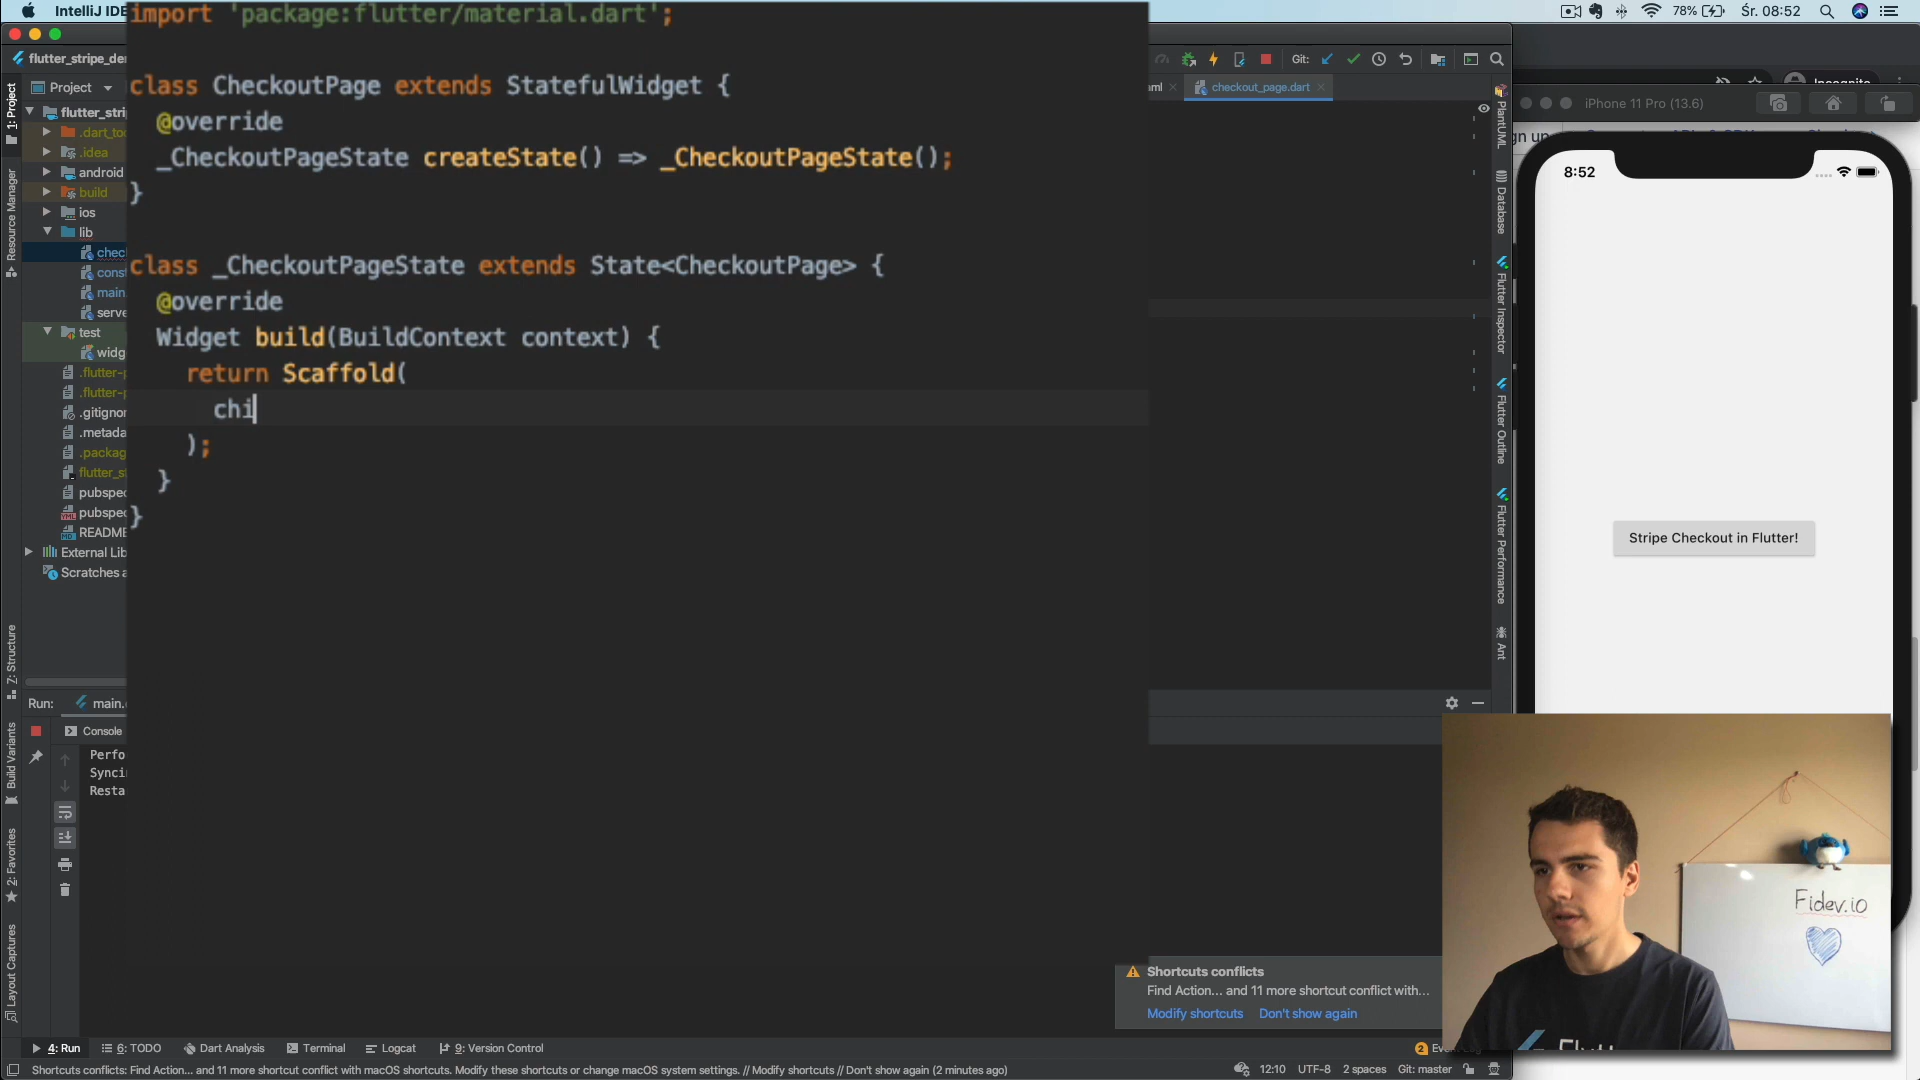 IntelliJ IDE
78%
Śr. 08:52
flutter_stripe_de
Git:
Project
checkout_page.dart
iPhone 11 Pro (13.6)
import 'package:flutter/material.dart';
class CheckoutPage extends StatefulWidget {
@override
_CheckoutPageState createState() => _CheckoutPageState();
}
class _CheckoutPageState extends State<CheckoutPage> {
@override
Widget build(BuildContext context) {
return Scaffold(
chi
);
}
}
1: Project
Resource Manager
Z: Structure
Build Variants
2: Favorites
Layout Captures
flutter_stri
.dart_too
.idea
android
build
ios
lib
chec
const
main.
serve
test
widg
.flutter-p
.flutter-p
.gitignor
.metada
.packag
flutter_s
pubspec
pubspec
README
External Lib
Scratches a
PlantUML
Database
Flutter Inspector
Flutter Outline
Flutter Performance
Ant
8:52
Stripe Checkout in Flutter!
Run:
main.
Console
Perfo
Synci
Resta
Fidev.io
Shortcuts conflicts
Find Action... and 11 more shortcut conflict with...
Modify shortcuts
Don't show again
4: Run
6: TODO
Dart Analysis
Terminal
Logcat
9: Version Control
2
Shortcuts conflicts: Find Action... and 11 more shortcut conflict with macOS shortcuts. Modify these shortcuts or change macOS system settings. // Modify shortcuts // Don't show again (2 minutes ago)
12:10
UTF-8
2 spaces
Git: master